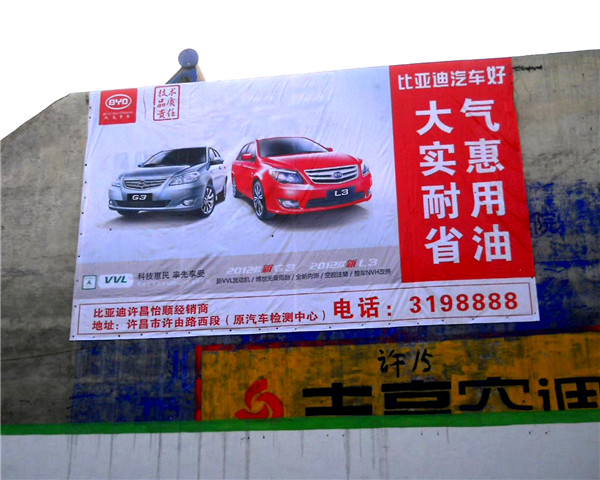 比亚迪汽车好
大气
实惠
耐用
省油
BYD
技术
品质
责任
G3
L3
VVL 科技惠民 率先享受
2012款新G3 2012款新L3
比亚迪许昌怡顺经销商
地址：许昌市许由路西段（原汽车检测中心）
电话：3198888
许15